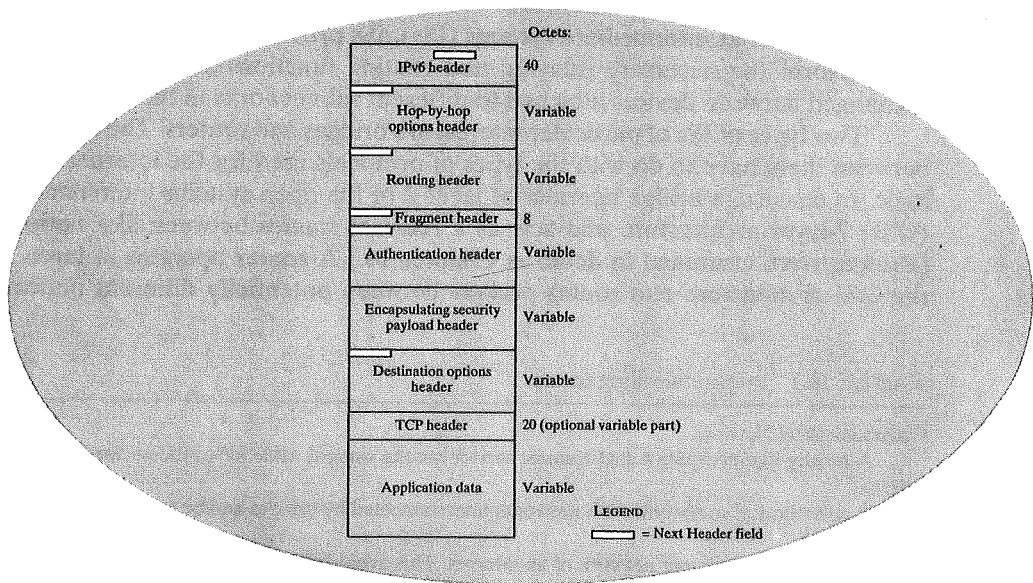 Octets:
IPv6 header
40
Hop-by-hop
options header
Variable
Routing header
Variable
Fragment header
8
Authentication header
Variable
Encapsulating security
payload header
Variable
Destination options
header
Variable
TCP header
20 (optional variable part)
Application data
Variable
LEGEND
= Next Header field